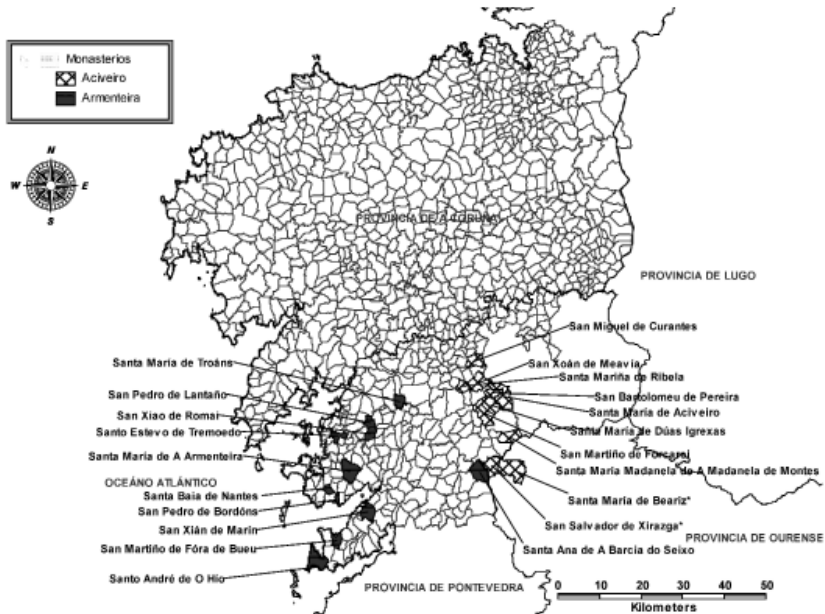 Monasterios
Aciveiro
Armenteira
N
W E
S
PROVINCIA DE A CORUÑA
PROVINCIA DE LUGO
San Miguel de Curantes
Santa María de Troáns
San Xoán de Meavía
Santa Mariña de Ribela
San Pedro de Lantaño
San Bartolomeu de Pereira
San Xiao de Romai
Santa María de Aciveiro
Santo Estevo de Tremoedo
Santa María de Dúas Igrexas
Santa María de A Armenteira
San Martiño de Forcarei
Santa María Madanela de A Madanela de Montes
OCEÁNO ATLÁNTICO
Santa Baia de Nantes
Santa María de Beariz*
San Pedro de Bordóns
San Xián de Marín
San Salvador de Xirazga*
PROVINCIA DE OURENSE
San Martiño de Fóra de Bueu
Santa Ana de A Barcia do Seixo
Santo André de O Hío
PROVINCIA DE PONTEVEDRA
0 10 20 30 40 50
Kilometers